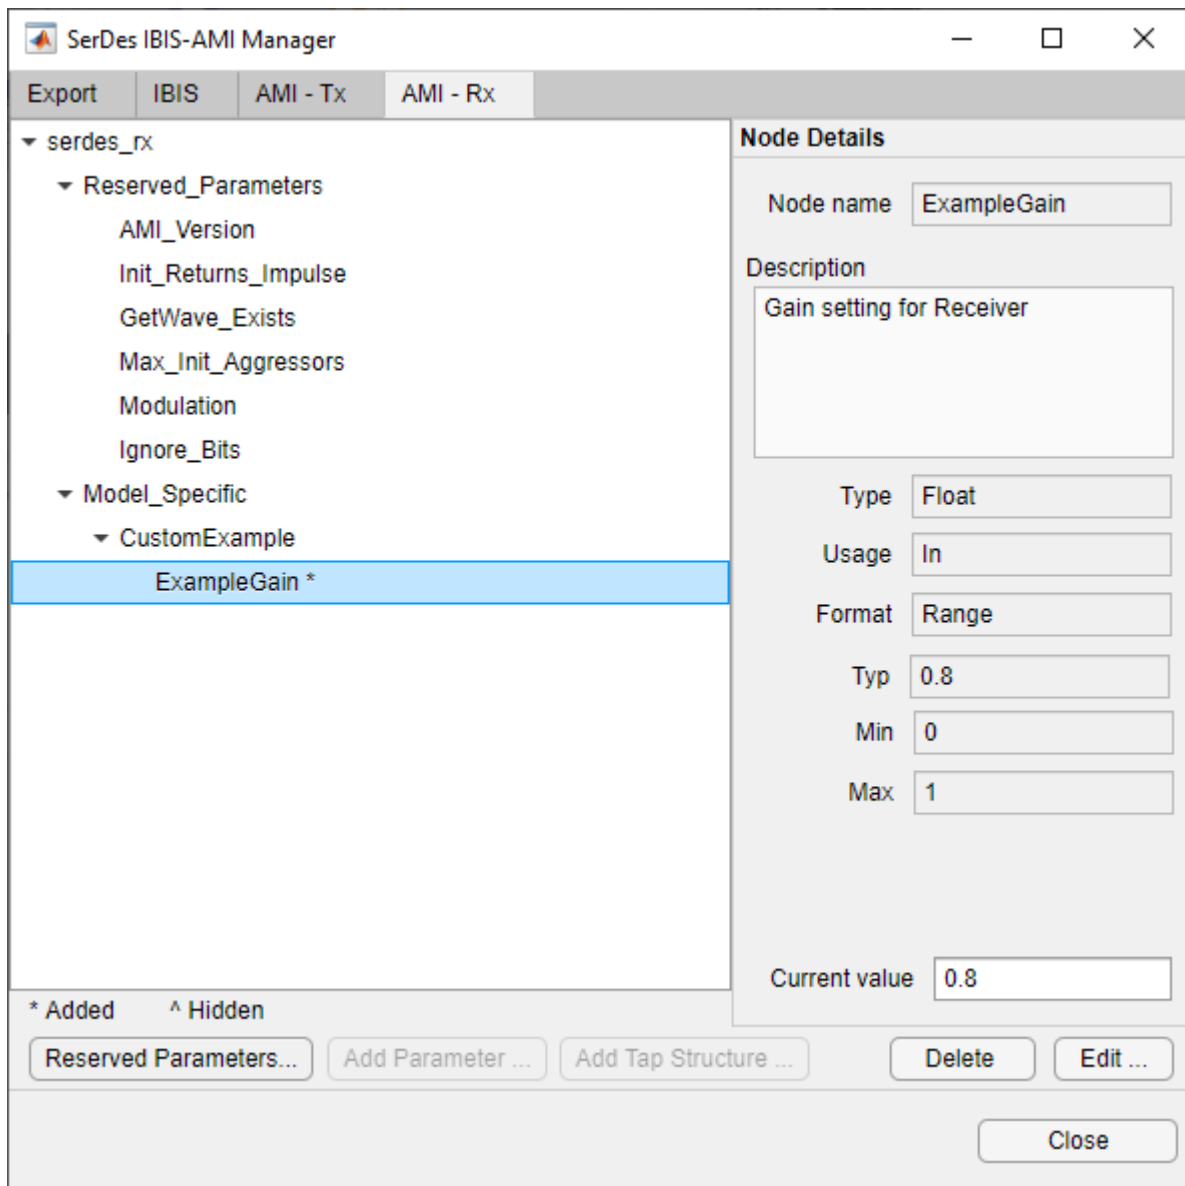 SerDes IBIS-AMI Manager
Export IBIS AMI - Tx AMI - Rx
serdes_rx
Reserved_Parameters
AMI_Version
Init_Returns_Impulse
GetWave_Exists
Max_Init_Aggressors
Modulation
Ignore_Bits
Model_Specific
CustomExample
ExampleGain *
* Added ^ Hidden
Node Details
Node name ExampleGain
Description
Gain setting for Receiver
Type Float
Usage In
Format Range
Typ 0.8
Min 0
Max 1
Current value 0.8
Reserved Parameters... Add Parameter ... Add Tap Structure ... Delete Edit ...
Close